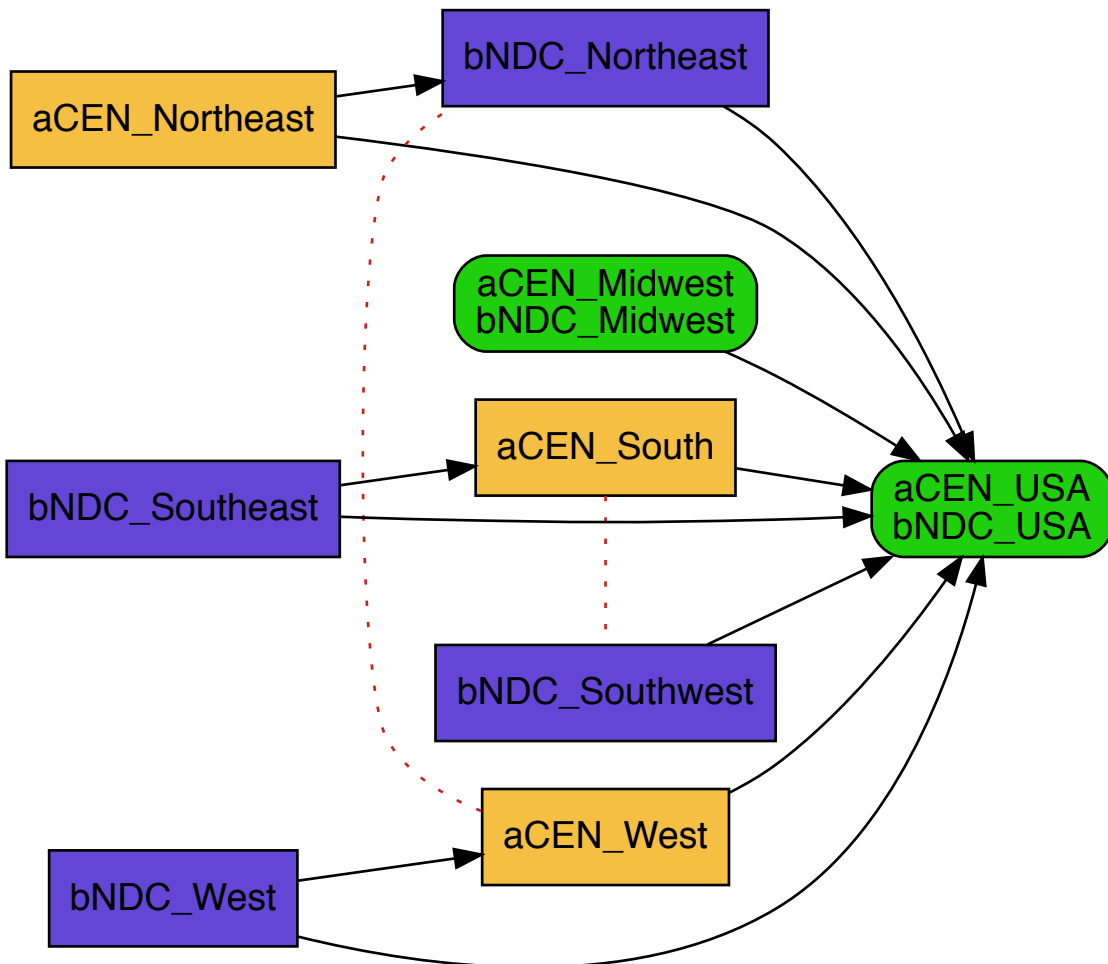 bNDC_Northeast
aCEN_Northeast
aCEN_Midwest
bNDC_Midwest
aCEN_South
bNDC_Southeast
aCEN_USA
bNDC_USA
bNDC_Southwest
aCEN_West
bNDC_West